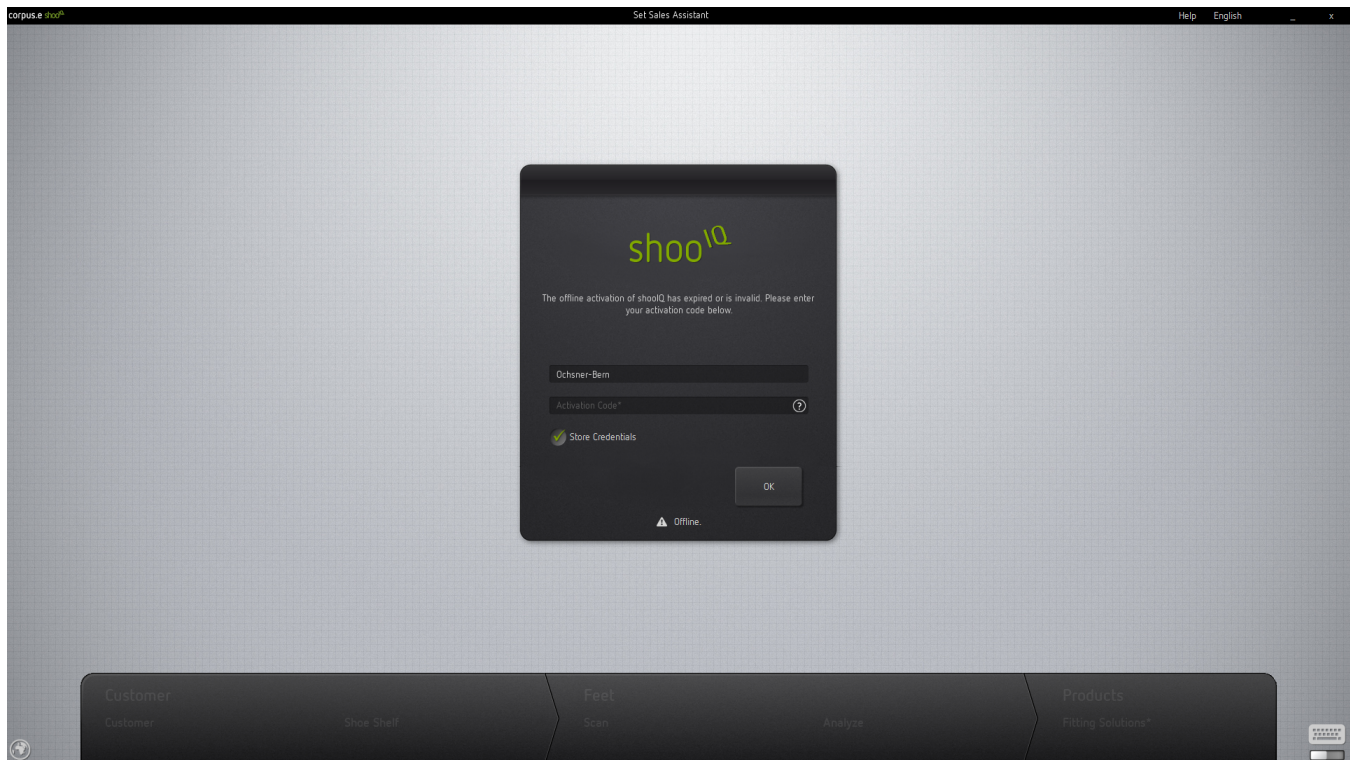 corpus.e shooIQ
Set Sales Assistant
Help English _ x
shooIQ
The offline activation of shooIQ has expired or is invalid. Please enter
your activation code below.
Ochsner-Bern
Activation Code*
?
Store Credentials
OK
Offline.
Customer Feet Products
Customer Shoe Shelf Scan Analyze Fitting Solutions*